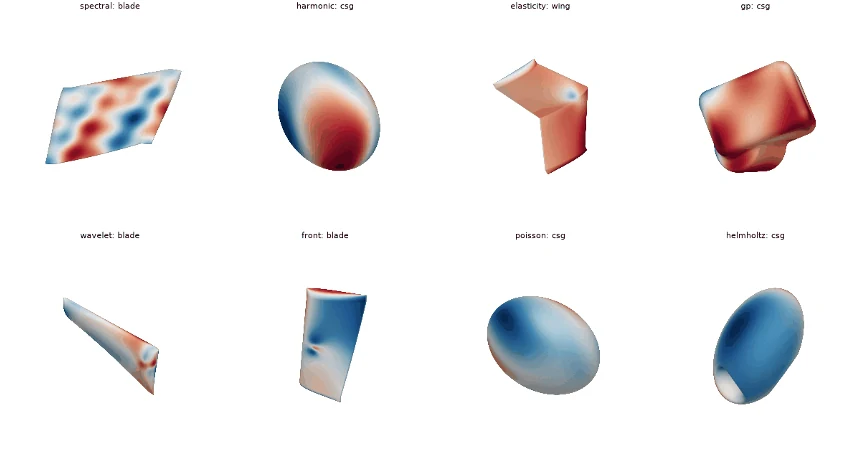 spectral: blade
harmonic: csg
elasticity: wing
gp: csg
wavelet: blade
front: blade
poisson: csg
helmholtz: csg